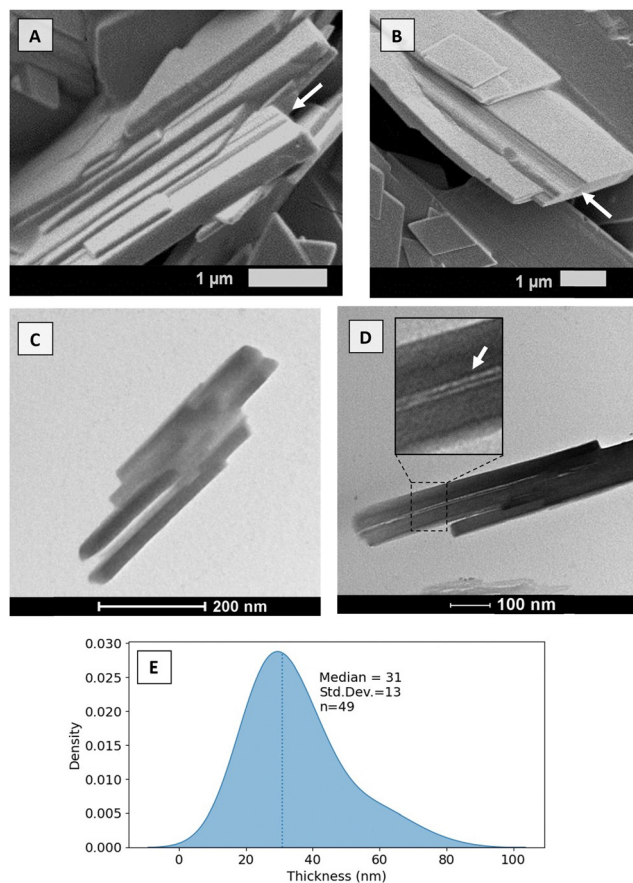 A
B
1 µm
1 µm
C
D
200 nm
100 nm
E
0.030
0.025
0.020
0.015
0.010
0.005
0.000
Density
Median = 31
Std.Dev.=13
n=49
0
20
40
60
80
100
Thickness (nm)